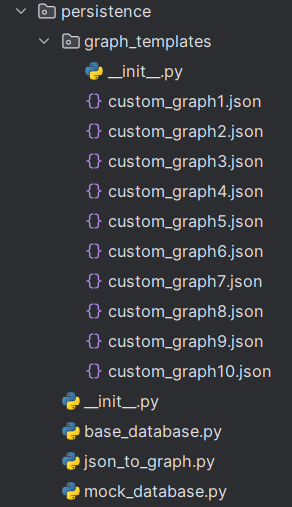 persistence
graph_templates
__init__.py
custom_graph1.json
custom_graph2.json
custom_graph3.json
custom_graph4.json
custom_graph5.json
custom_graph6.json
custom_graph7.json
custom_graph8.json
custom_graph9.json
custom_graph10.json
__init__.py
base_database.py
json_to_graph.py
mock_database.py